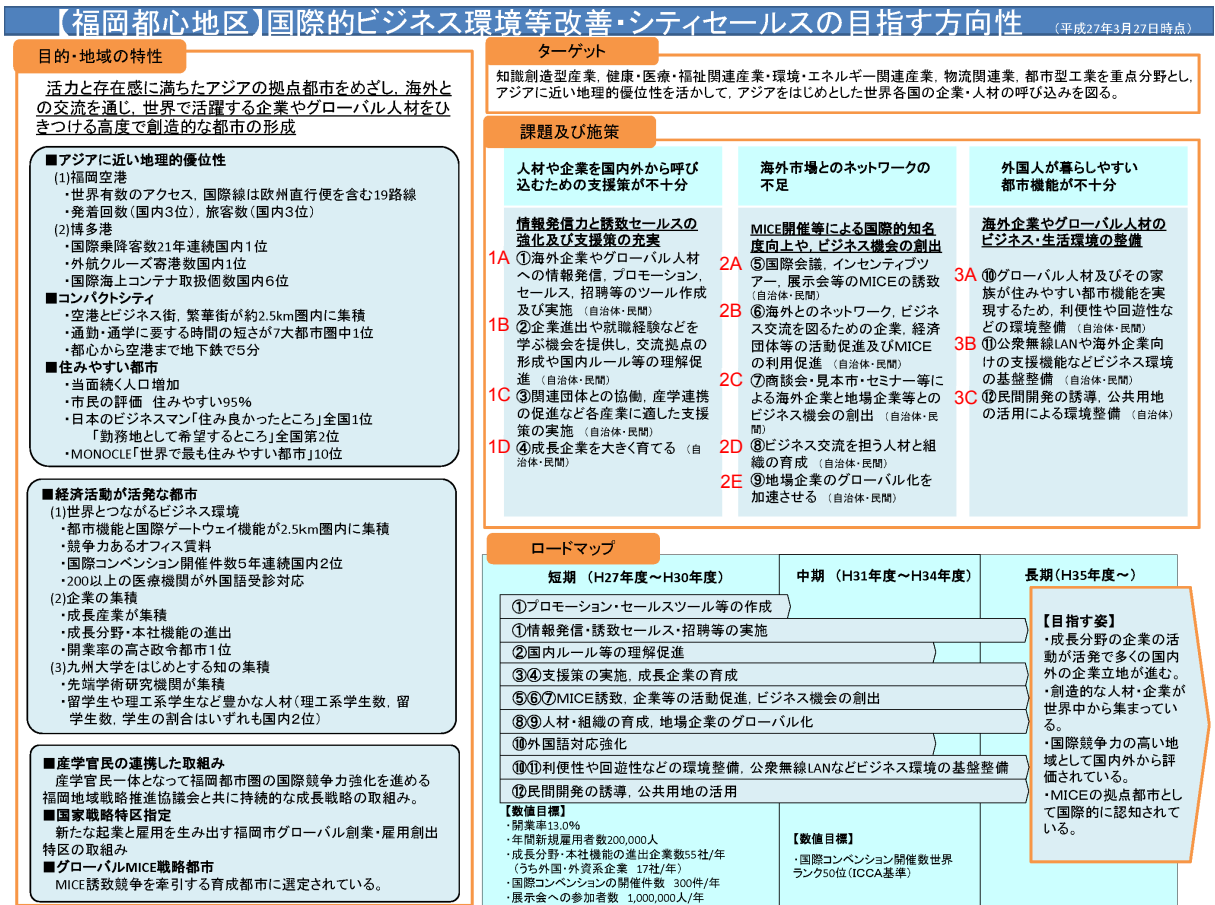 【福岡都心地区】国際的ビジネス環境等改善・シティセールスの目指す方向性
（平成27年3月27日時点）
目的・地域の特性
活力と存在感に満ちたアジアの拠点都市をめざし，海外と
の交流を通じ，世界で活躍する企業やグローバル人材をひ
きつける高度で創造的な都市の形成
■アジアに近い地理的優位性
(1)福岡空港
・世界有数のアクセス，国際線は欧州直行便を含む19路線
・発着回数（国内3位），旅客数（国内3位）
(2)博多港
・国際乗降客数21年連続国内１位
・外航クルーズ寄港数国内1位
・国際海上コンテナ取扱個数国内６位
■コンパクトシティ
・空港とビジネス街，繁華街が約2.5km圏内に集積
・通勤・通学に要する時間の短さが7大都市圏中1位
・都心から空港まで地下鉄で5分
■住みやすい都市
・当面続く人口増加
・市民の評価　住みやすい95%
・日本のビジネスマン「住み良かったところ」全国1位
「勤務地として希望するところ」全国第2位
・MONOCLE「世界で最も住みやすい都市」10位
■経済活動が活発な都市
(1)世界とつながるビジネス環境
・都市機能と国際ゲートウェイ機能が2.5km圏内に集積
・競争力あるオフィス賃料
・国際コンベンション開催件数５年連続国内２位
・200以上の医療機関が外国語受診対応
(2)企業の集積
・成長産業が集積
・成長分野・本社機能の進出
・開業率の高さ政令都市１位
(3)九州大学をはじめとする知の集積
・先端学術研究機関が集積
・留学生や理工系学生など豊かな人材（理工系学生数，留
学生数，学生の割合はいずれも国内２位）
■産学官民の連携した取組み
産学官民一体となって福岡都市圏の国際競争力強化を進める
福岡地域戦略推進協議会と共に持続的な成長戦略の取組み。
■国家戦略特区指定
新たな起業と雇用を生み出す福岡市グローバル創業・雇用創出
特区の取組み
■グローバルMICE戦略都市
MICE誘致競争を牽引する育成都市に選定されている。
ターゲット
知識創造型産業，健康・医療・福祉関連産業・環境・エネルギー関連産業，物流関連業，都市型工業を重点分野とし，
アジアに近い地理的優位性を活かして，アジアをはじめとした世界各国の企業・人材の呼び込みを図る。
課題及び施策
人材や企業を国内外から呼び
込むための支援策が不十分
情報発信力と誘致セールスの
強化及び支援策の充実
1A ①海外企業やグローバル人材
への情報発信，プロモーション，
セールス，招聘等のツール作成
及び実施 （自治体・民間）
1B ②企業進出や就職経験などを
学ぶ機会を提供し，交流拠点の
形成や国内ルール等の理解促
進 （自治体・民間）
1C ③関連団体との協働，産学連携
の促進など各産業に適した支援
策の実施 （自治体・民間）
1D ④成長企業を大きく育てる （自
治体・民間）
海外市場とのネットワークの
不足
MICE開催等による国際的知名
度向上や，ビジネス機会の創出
2A ⑤国際会議，インセンティブツ
アー，展示会等のMICEの誘致
（自治体・民間）
2B ⑥海外とのネットワーク，ビジネ
ス交流を図るための企業，経済
団体等の活動促進及びMICE
の利用促進 （自治体・民間）
2C ⑦商談会・見本市・セミナー等に
よる海外企業と地場企業等との
ビジネス機会の創出 （自治体・民
間）
2D ⑧ビジネス交流を担う人材と組
織の育成 （自治体・民間）
2E ⑨地場企業のグローバル化を
加速させる （自治体・民間）
外国人が暮らしやすい
都市機能が不十分
海外企業やグローバル人材の
ビジネス・生活環境の整備
3A ⑩グローバル人材及びその家
族が住みやすい都市機能を実
現するため，利便性や回遊性な
どの環境整備 （自治体・民間）
3B ⑪公衆無線LANや海外企業向
けの支援機能などビジネス環境
の基盤整備 （自治体・民間）
3C ⑫民間開発の誘導，公共用地
の活用による環境整備 （自治体）
ロードマップ
短期 （H27年度～H30年度）
中期 （H31年度～H34年度）
長期（H35年度～）
①プロモーション・セールスツール等の作成
①情報発信・誘致セールス・招聘等の実施
②国内ルール等の理解促進
③④支援策の実施，成長企業の育成
⑤⑥⑦MICE誘致，企業等の活動促進，ビジネス機会の創出
⑧⑨人材・組織の育成，地場企業のグローバル化
⑩外国語対応強化
⑩⑪利便性や回遊性などの環境整備，公衆無線LANなどビジネス環境の基盤整備
⑫民間開発の誘導，公共用地の活用
【数値目標】
・開業率13.0%
・年間新規雇用者数200,000人
・成長分野・本社機能の進出企業数55社/年
（うち外国・外資系企業　17社/年）
・国際コンベンションの開催件数　300件/年
・展示会への参加者数　1,000,000人/年
【数値目標】
・国際コンベンション開催数世界
ランク50位（ICCA基準）
【目指す姿】
・成長分野の企業の活
動が活発で多くの国内
外の企業立地が進む。
・創造的な人材・企業が
世界中から集まってい
る。
・国際競争力の高い地
域として国内外から評
価されている。
・MICEの拠点都市とし
て国際的に認知されて
いる。